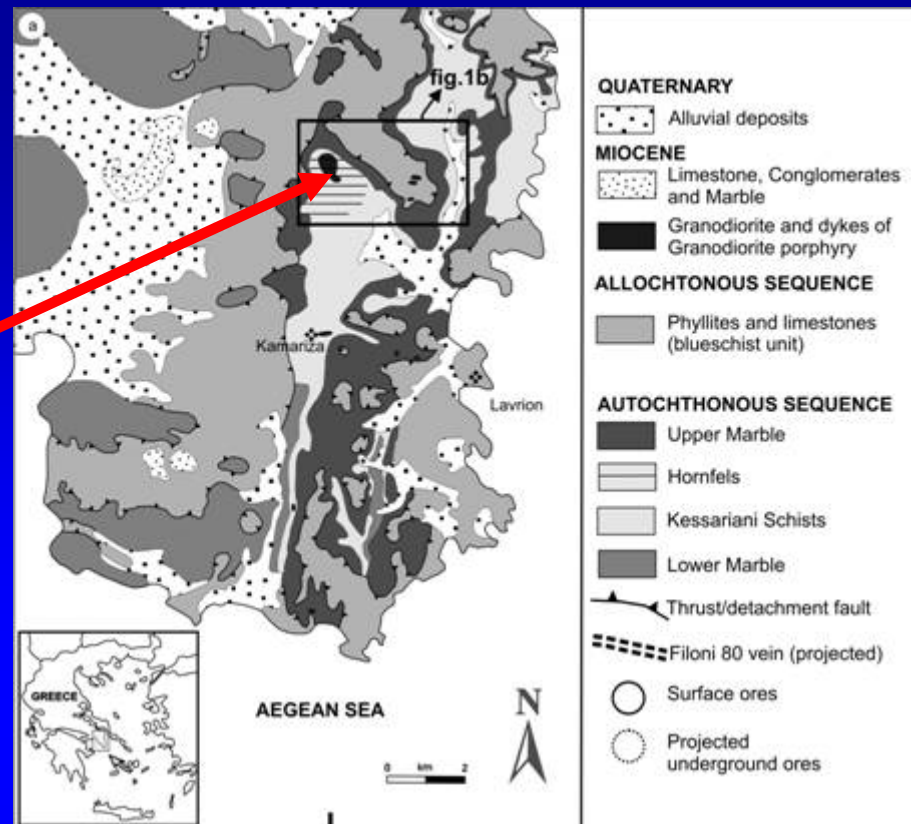 a
fig.1b
Kamariza
Lavrion
GREECE
AEGEAN SEA
N
0 km 2
QUATERNARY
Alluvial deposits
MIOCENE
Limestone, Conglomerates
and Marble
Granodiorite and dykes of
Granodiorite porphyry
ALLOCHTONOUS SEQUENCE
Phyllites and limestones
(blueschist unit)
AUTOCHTHONOUS SEQUENCE
Upper Marble
Hornfels
Kessariani Schists
Lower Marble
Thrust/detachment fault
Filoni 80 vein (projected)
Surface ores
Projected
underground ores